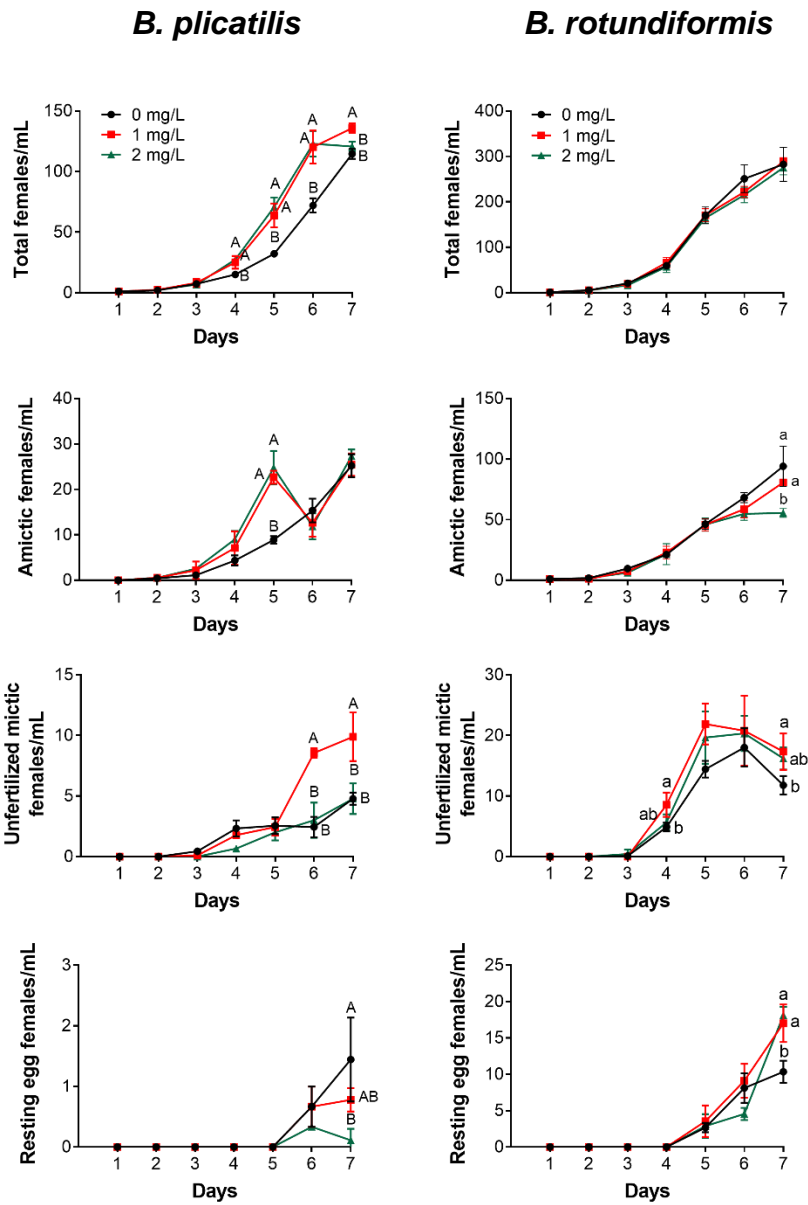 B. plicatilis
B. rotundiformis
Total females/mL
150
100
50
0
0 mg/L
1 mg/L
2 mg/L
A
A
A
A
B
B
A
A
B
A
A
B
B
1 2 3 4 5 6 7
Days
Total females/mL
400
300
200
100
0
0 mg/L
1 mg/L
2 mg/L
1 2 3 4 5 6 7
Days
Amictic females/mL
40
30
20
10
0
A
A
B
1 2 3 4 5 6 7
Days
Amictic females/mL
150
100
50
0
a
a
b
1 2 3 4 5 6 7
Days
Unfertilized mictic
females/mL
15
10
5
0
A
A
B
B
B
B
1 2 3 4 5 6 7
Days
Unfertilized mictic
females/mL
30
20
10
0
a
ab
b
a
ab
b
1 2 3 4 5 6 7
Days
Resting egg females/mL
3
2
1
0
A
AB
B
1 2 3 4 5 6 7
Days
Resting egg females/mL
25
20
15
10
5
0
a
a
b
1 2 3 4 5 6 7
Days